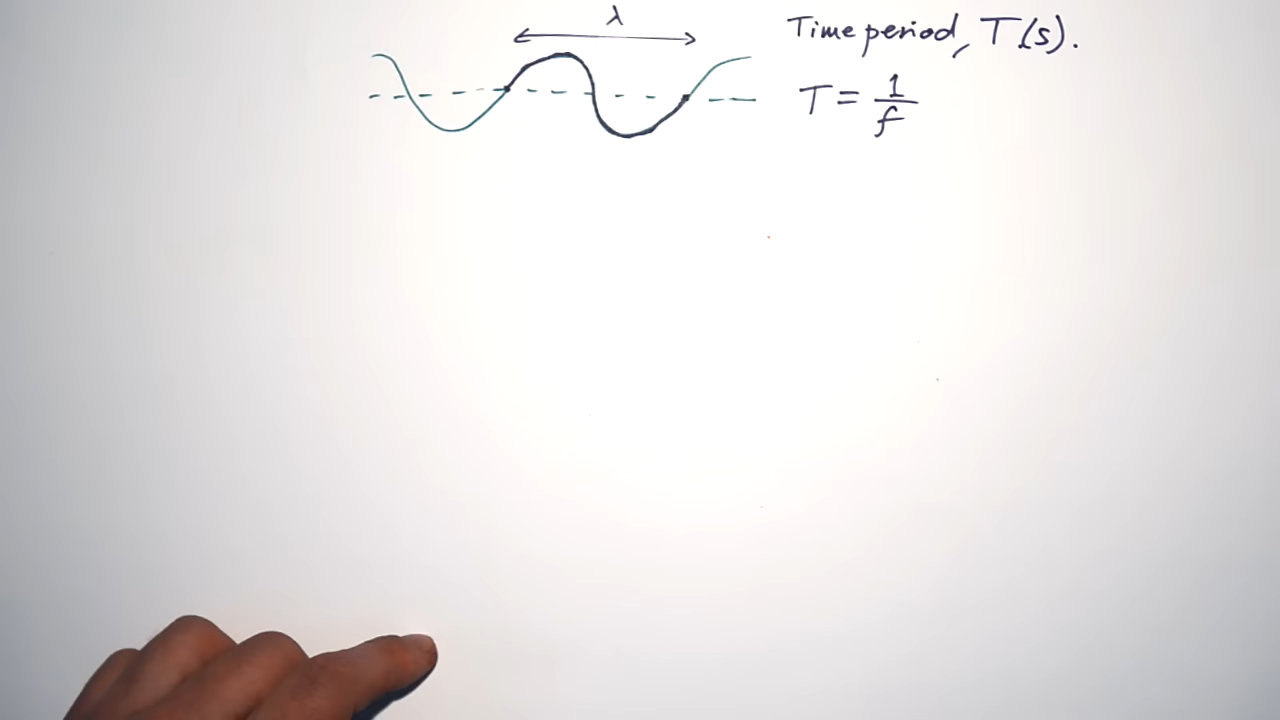 λ
Time period, T(s).
T = 1/f